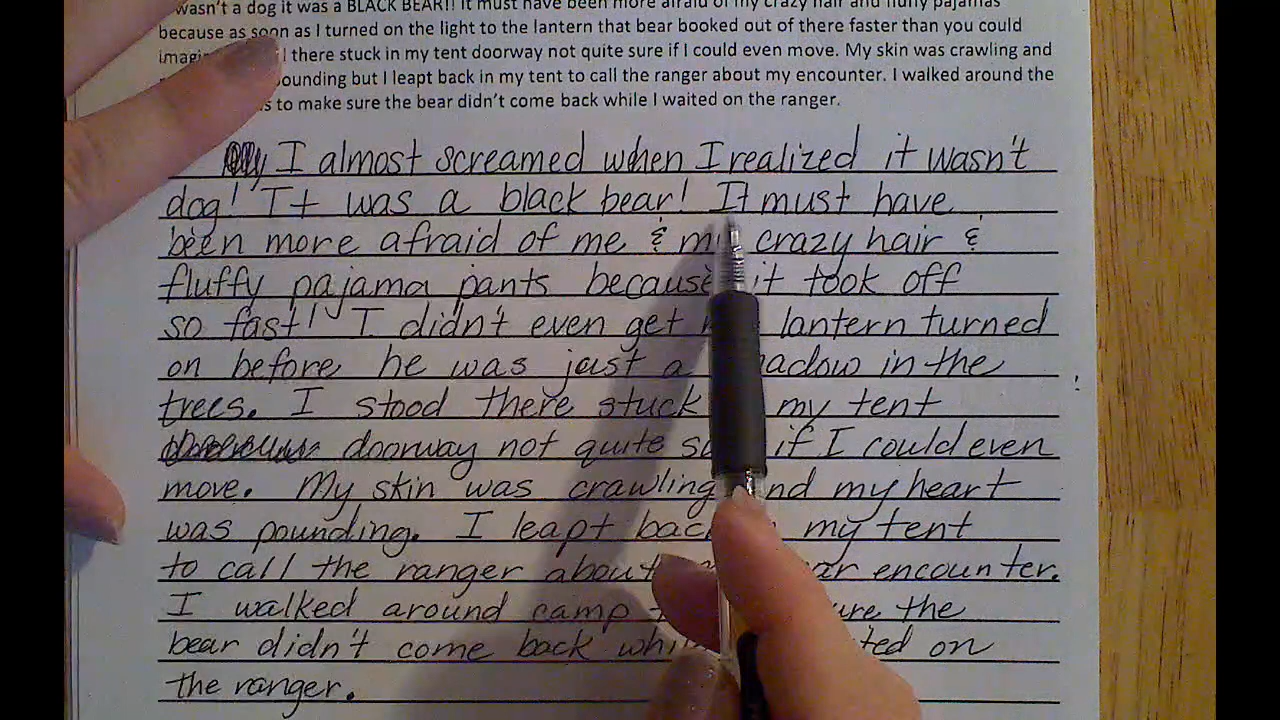 wasn't a dog it was a BLACK BEAR!! It must have been more afraid of my crazy hair and fluffy pajamas
because as soon as I turned on the light to the lantern that bear booked out of there faster than you could
there stuck in my tent doorway not quite sure if I could even move. My skin was crawling and
but I leapt back in my tent to call the ranger about my encounter. I walked around the
to make sure the bear didn't come back while I waited on the ranger.
I almost screamed when I realized it wasn't
dog! It was a black bear! It must have
been more afraid of me & my crazy hair &
fluffy pajama pants because it took off
so fast! I didn't even get lantern turned
on before he was just a shadow in the
trees. I stood there stuck my tent
doorway not quite if I could even
move. My skin was crawling and my heart
was pounding. I leapt back my tent
to call the ranger about encounter.
I walked around camp the
bear didn't come back on
the ranger.